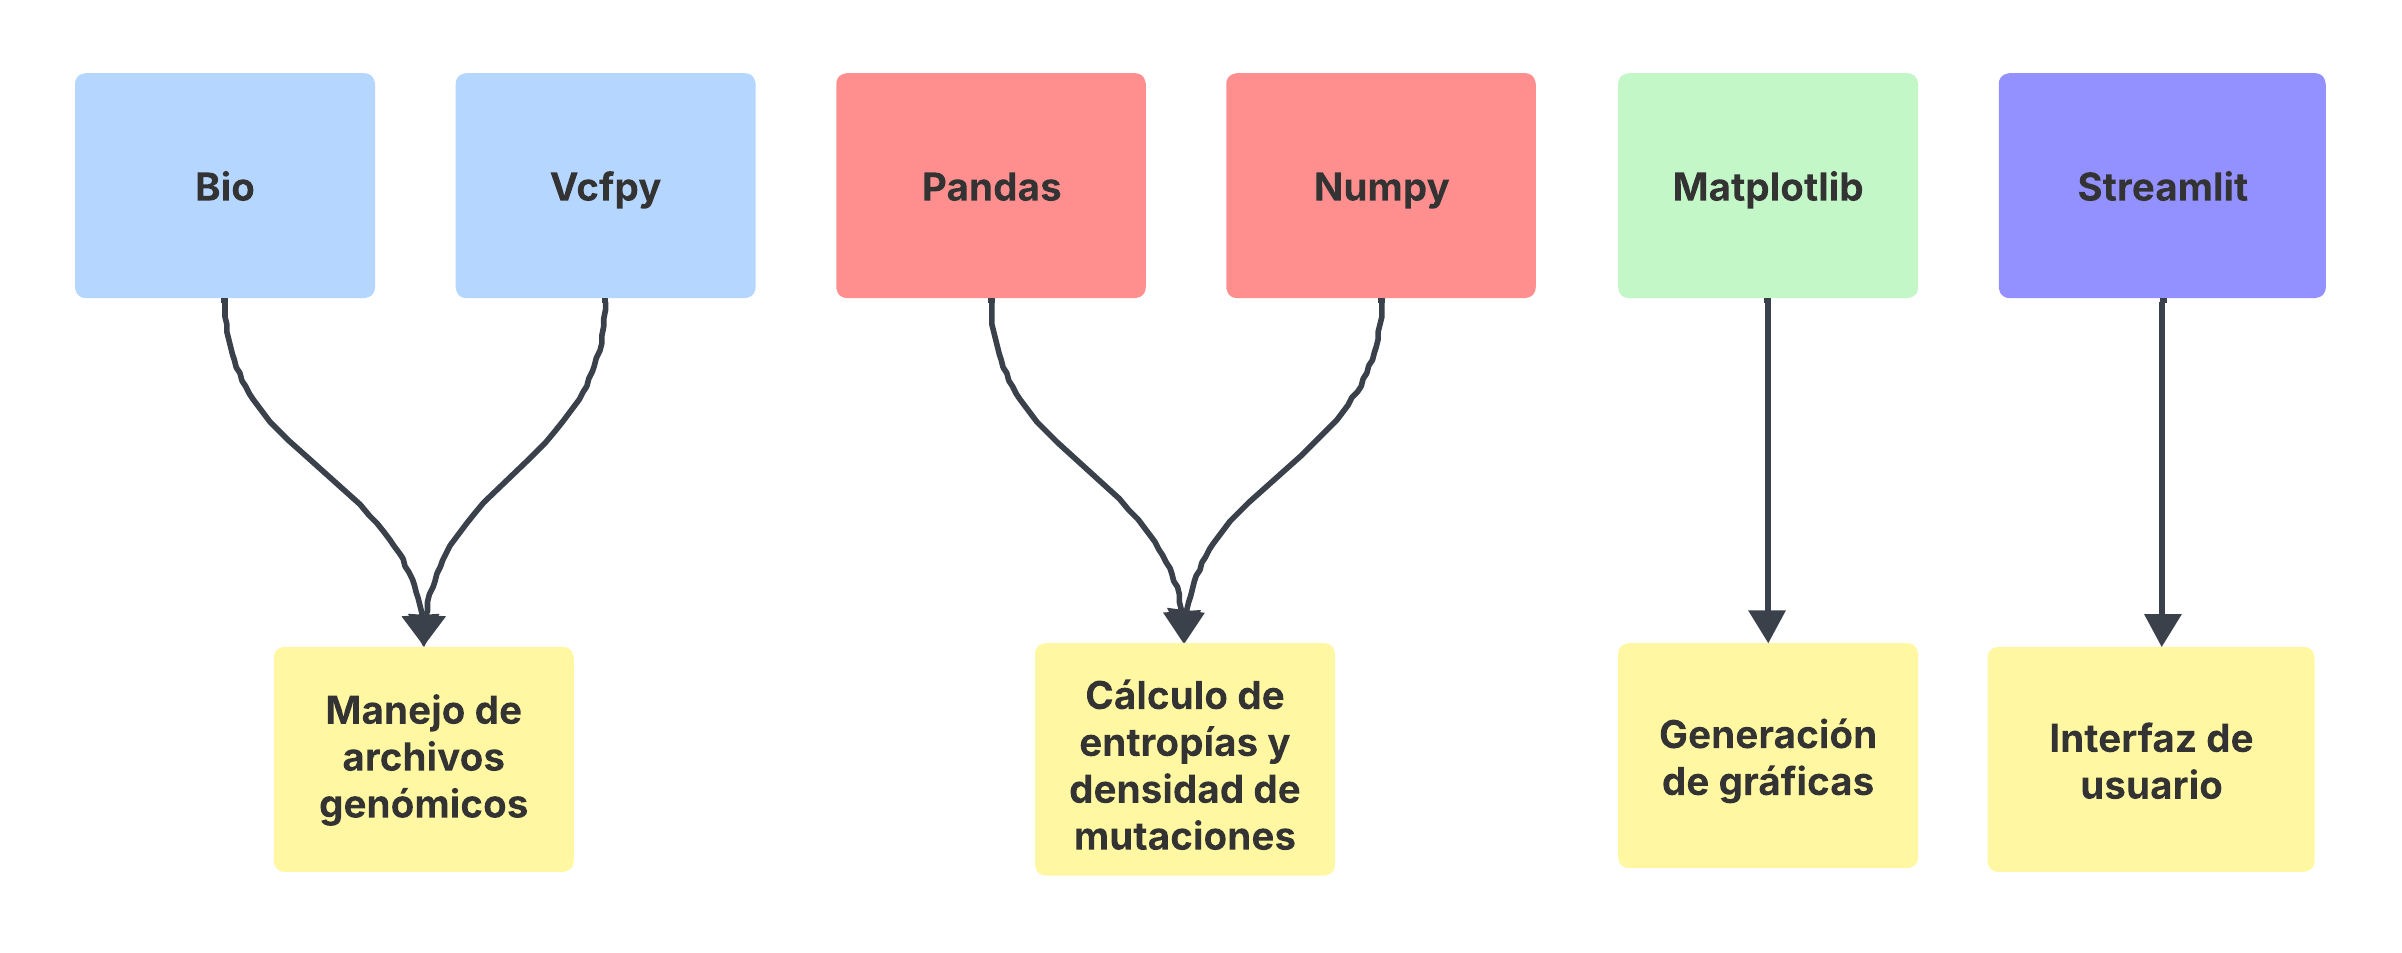 Bio
Vcfpy
Pandas
Numpy
Matplotlib
Streamlit
Manejo de
archivos
genómicos
Cálculo de
entropías y
densidad de
mutaciones
Generación
de gráficas
Interfaz de
usuario